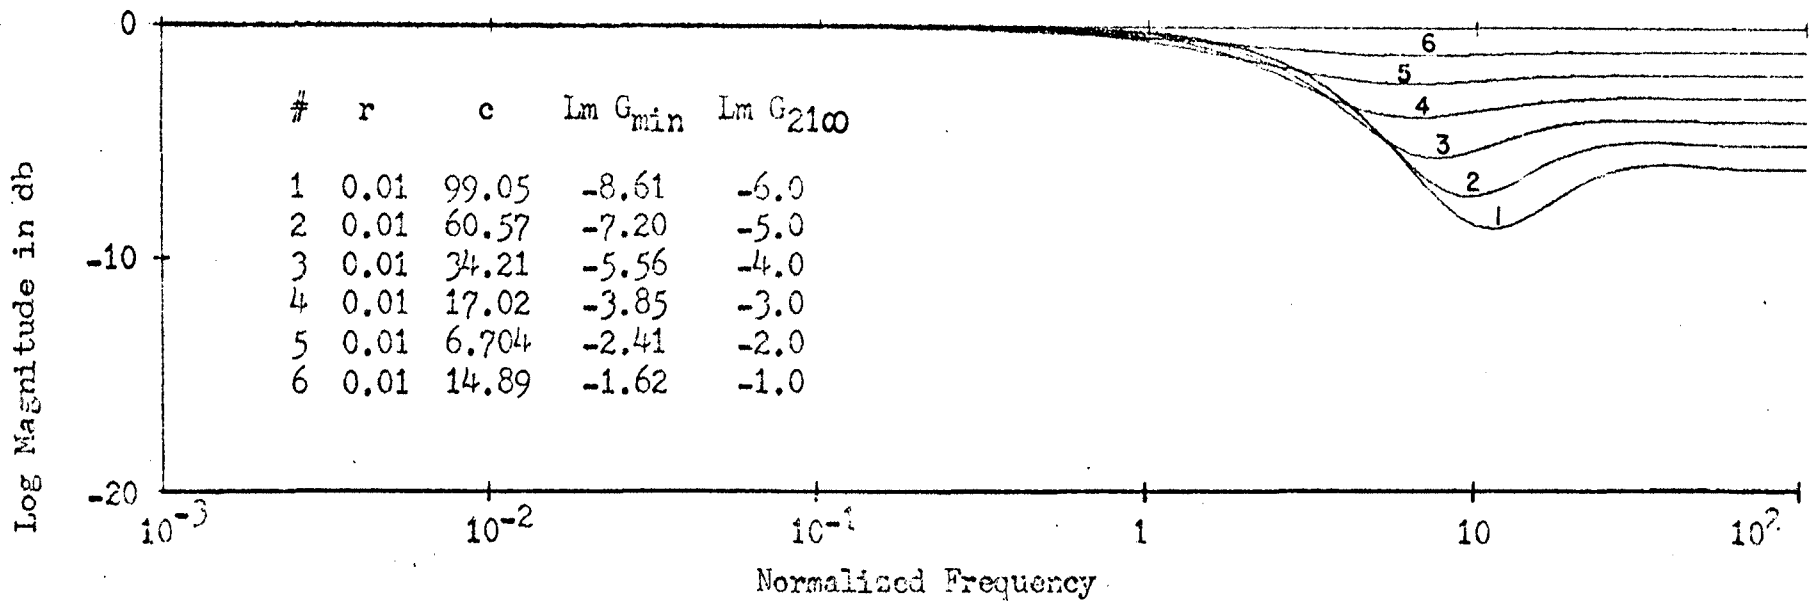 0
6
5
4
3
2
1
# r c Lm Gmin Lm G21∞
1 0.01 99.05 -8.61 -6.0
2 0.01 60.57 -7.20 -5.0
3 0.01 34.21 -5.56 -4.0
4 0.01 17.02 -3.85 -3.0
5 0.01 6.704 -2.41 -2.0
6 0.01 14.89 -1.62 -1.0
Log Magnitude in db
-10
-20
10-3 10-2 10-1 1 10 102
Normalized Frequency